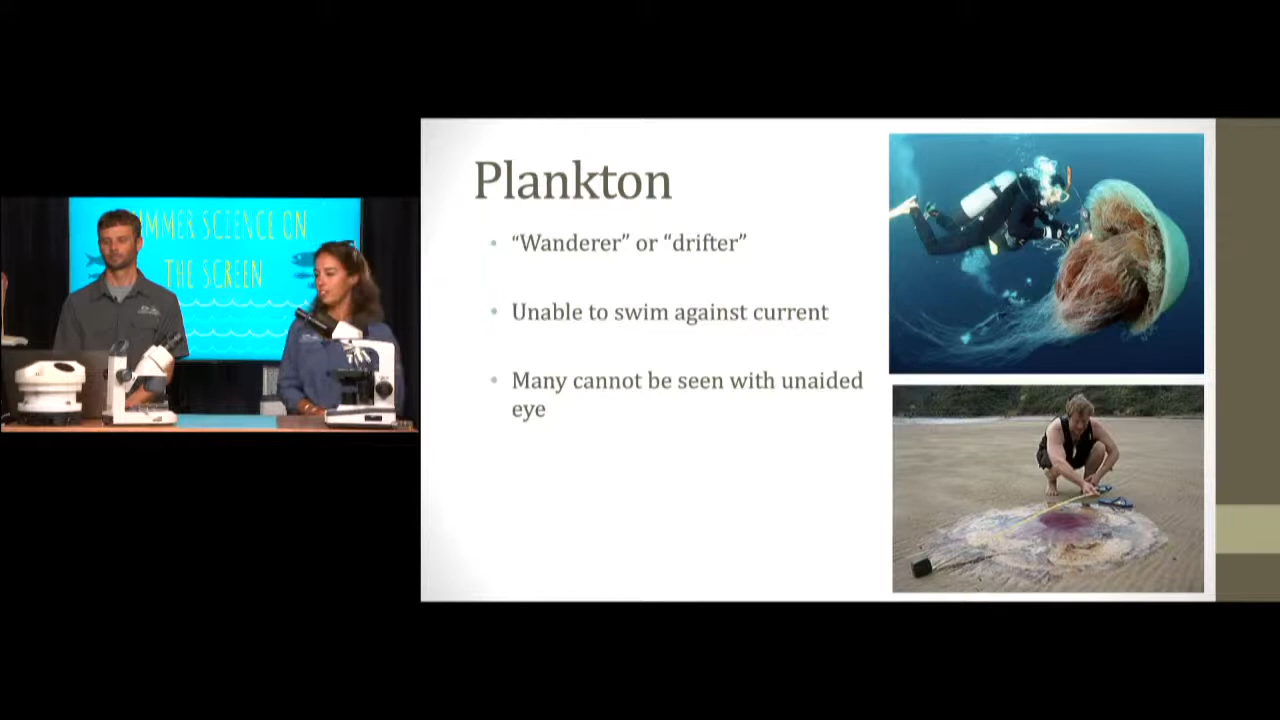 UMMER SCIENCE ON
THE SCREEN
Plankton
• “Wanderer” or “drifter”
• Unable to swim against current
• Many cannot be seen with unaided
eye